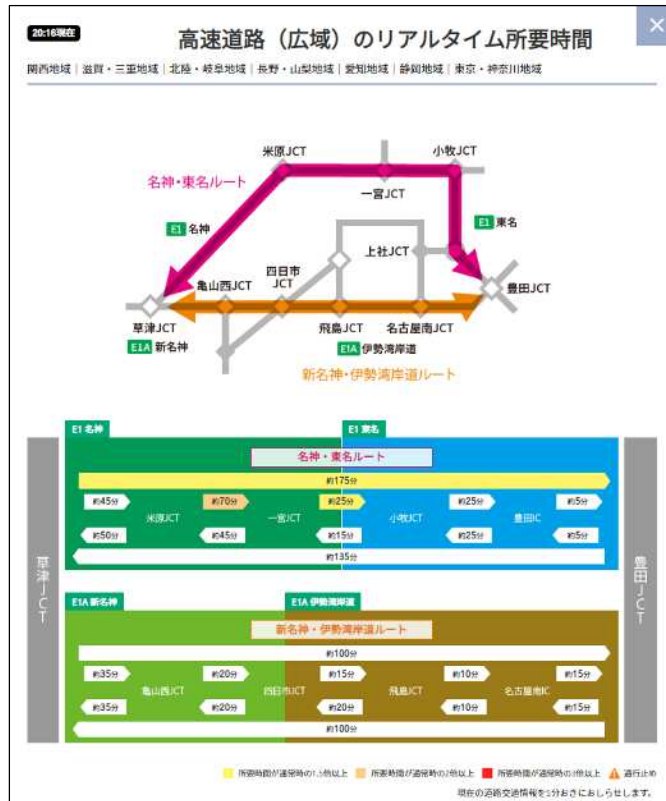 20:16現在
高速道路（広域）のリアルタイム所要時間
関西地域｜滋賀・三重地域｜北陸・岐阜地域｜長野・山梨地域｜愛知地域｜静岡地域｜東京・神奈川地域
米原JCT
小牧JCT
名神・東名ルート
一宮JCT
E1 名神
E1 東名
四日市JCT
上社JCT
亀山西JCT
豊田JCT
草津JCT
飛島JCT
名古屋南JCT
E1A 新名神
E1A 伊勢湾岸道
新名神・伊勢湾岸道ルート
E1 名神
E1 東名
名神・東名ルート
約175分
約45分 約70分 約25分 約25分 約5分
米原JCT 一宮JCT 小牧JCT 豊田IC
約50分 約45分 約15分 約25分 約5分
約135分
草津JCT
豊田JCT
E1A 新名神
E1A 伊勢湾岸道
新名神・伊勢湾岸道ルート
約100分
約35分 約20分 約15分 約10分 約15分
亀山西JCT 四日市JCT 飛島JCT 名古屋南IC
約35分 約20分 約20分 約10分 約15分
約100分
所要時間が通常時の1.5倍以上 所要時間が通常時の2倍以上 所要時間が通常時の3倍以上 通行止め
現在の道路交通情報を5分おきにおしらせします。